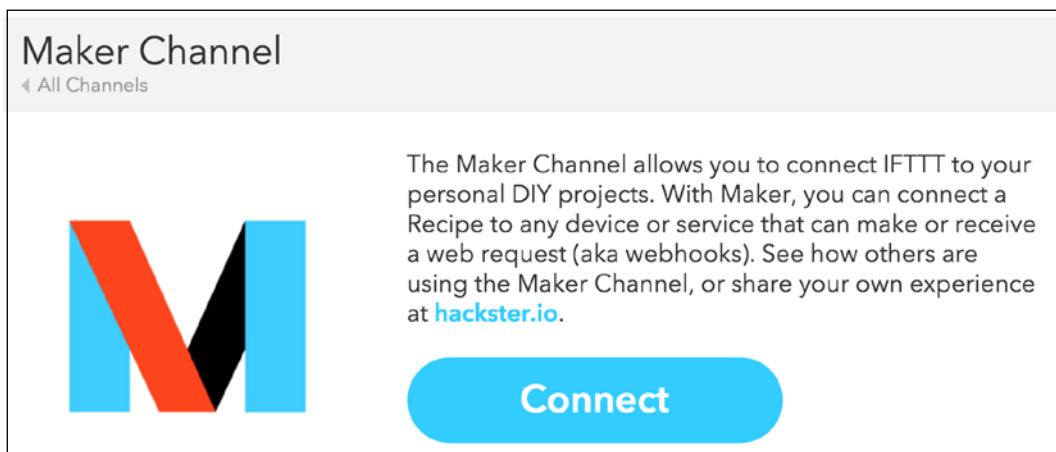 Maker Channel
All Channels
The Maker Channel allows you to connect IFTTT to your
personal DIY projects. With Maker, you can connect a
Recipe to any device or service that can make or receive
a web request (aka webhooks). See how others are
using the Maker Channel, or share your own experience
at hackster.io.
Connect